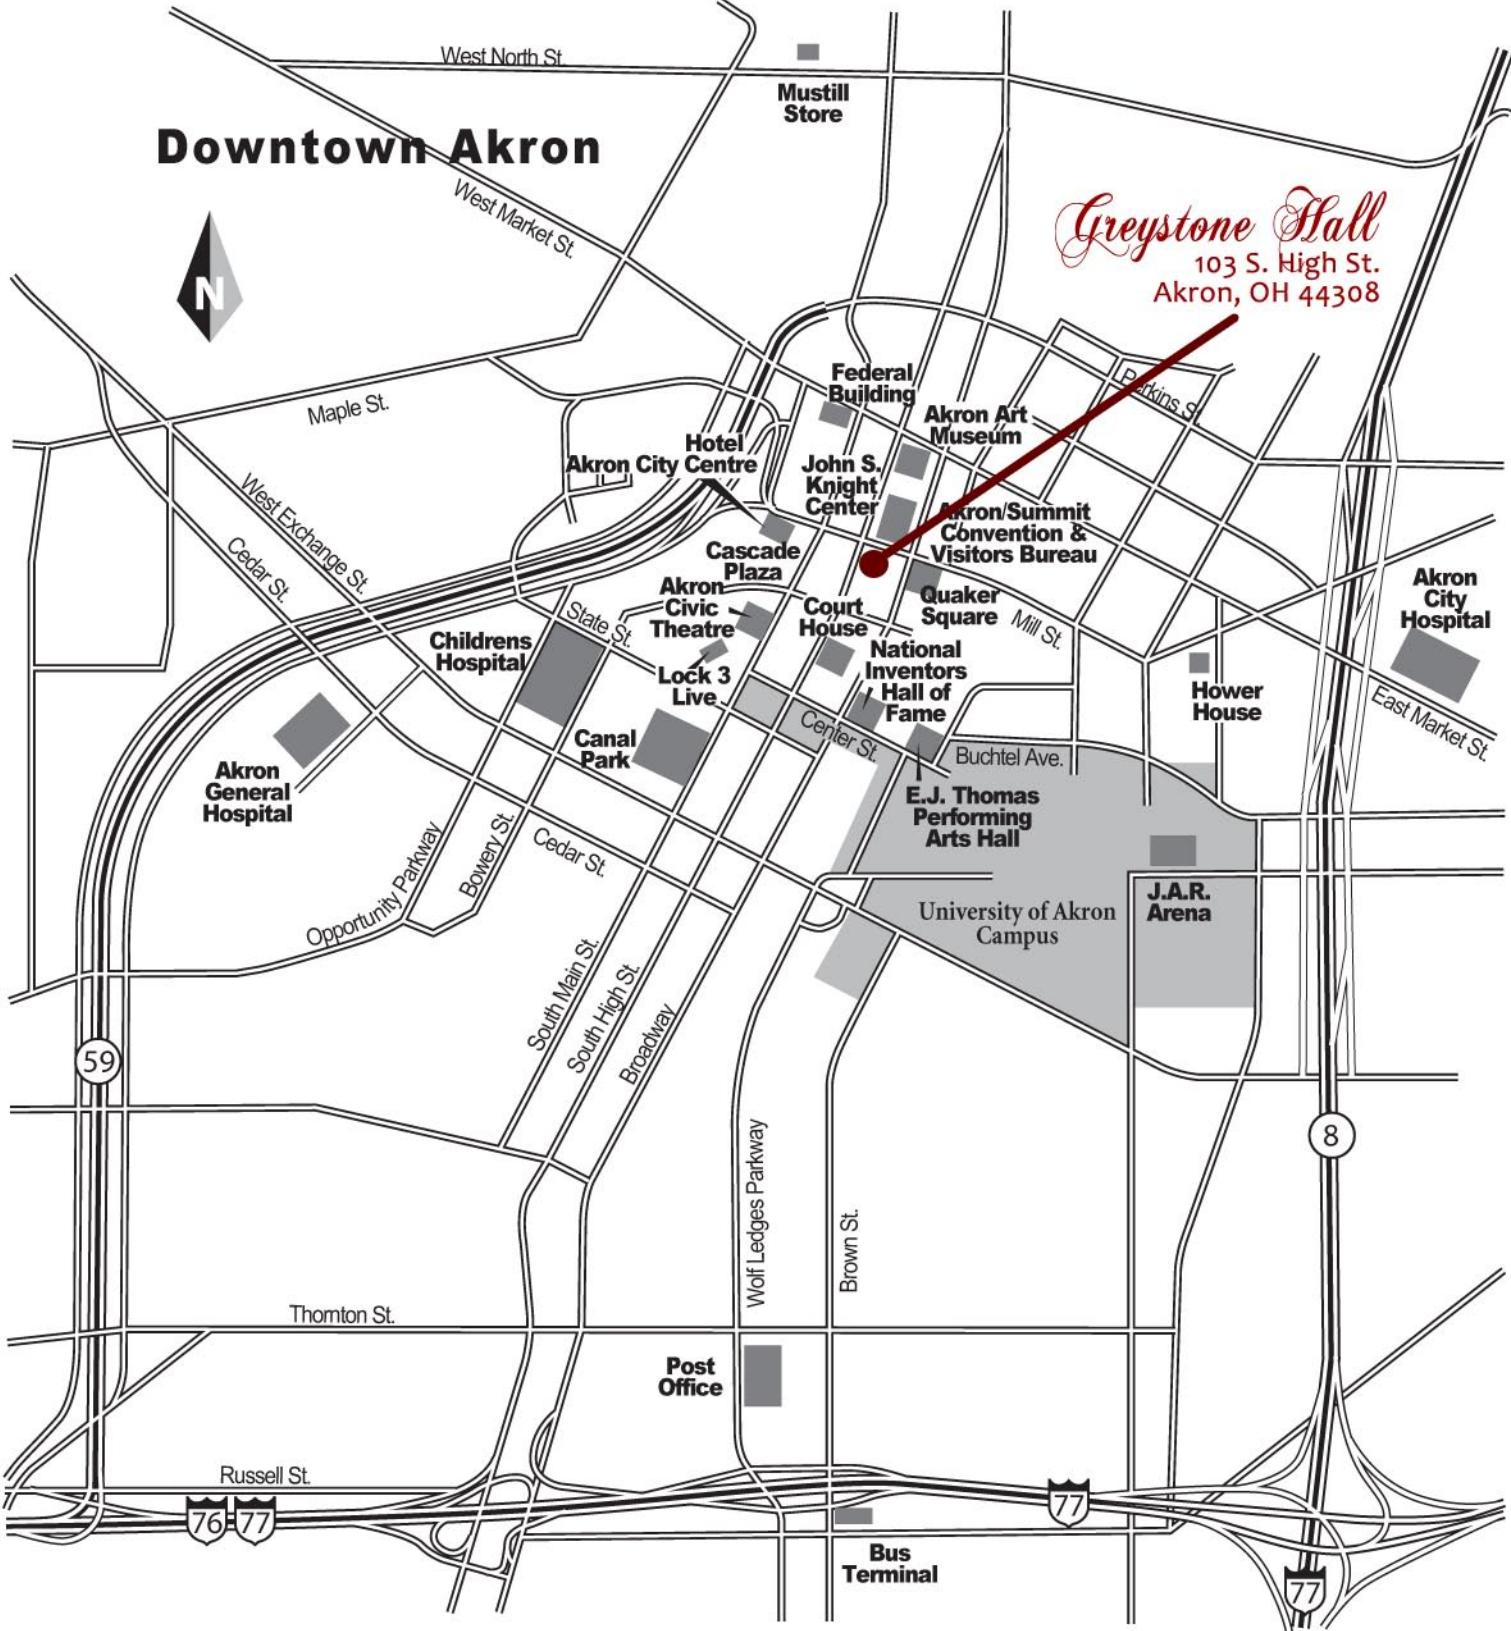 West North St.
Mustill
Store
Downtown Akron
West Market St.
N
Greystone Hall
103 S. High St.
Akron, OH 44308
Maple St.
Federal
Building
Perkins St.
Akron Art
Museum
Hotel
Akron City Centre
John S.
Knight
Center
West Exchange St.
Cedar St.
Akron/Summit
Convention &
Visitors Bureau
Cascade
Plaza
Akron
Civic
Theatre
Court
House
Quaker
Square
Mill St.
Akron
City
Hospital
State St.
Childrens
Hospital
Lock 3
Live
National
Inventors
Hall of
Fame
Hower
House
East Market St.
Center St.
Canal
Park
Buchtel Ave.
Akron
General
Hospital
E.J. Thomas
Performing
Arts Hall
Opportunity Parkway
Bowery St.
Cedar St.
J.A.R.
Arena
University of Akron
Campus
South Main St.
South High St.
Broadway
59
8
Wolf Ledges Parkway
Brown St.
Thornton St.
Post
Office
Russell St.
76
77
77
Bus
Terminal
77